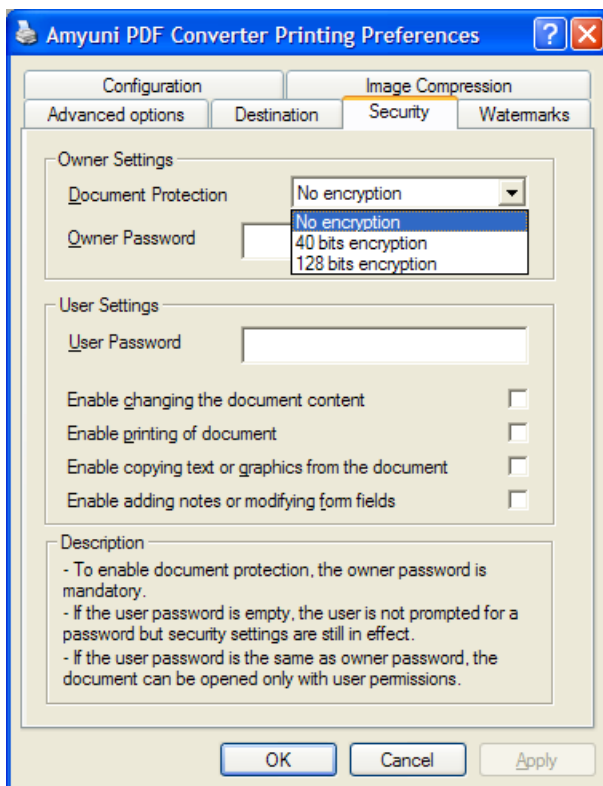 Amyuni PDF Converter Printing Preferences
Configuration Image Compression
Advanced options Destination Security Watermarks
Owner Settings
Document Protection No encryption
No encryption
Owner Password 40 bits encryption
128 bits encryption
User Settings
User Password
Enable changing the document content
Enable printing of document
Enable copying text or graphics from the document
Enable adding notes or modifying form fields
Description
- To enable document protection, the owner password is
mandatory.
- If the user password is empty, the user is not prompted for a
password but security settings are still in effect.
- If the user password is the same as owner password, the
document can be opened only with user permissions.
OK Cancel Apply